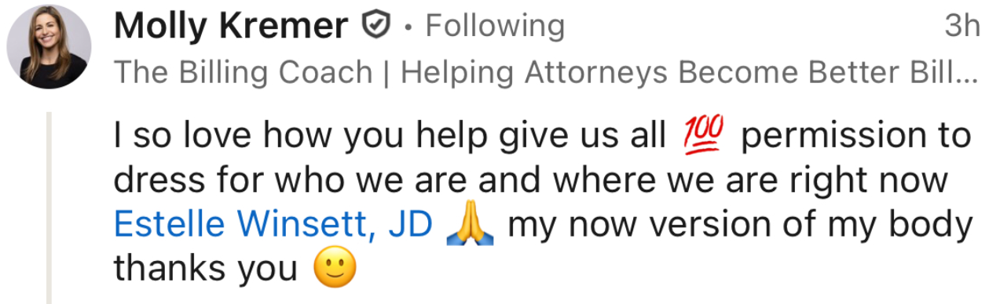 Molly Kremer · Following 3h
The Billing Coach | Helping Attorneys Become Better Bill...
I so love how you help give us all 💯 permission to
dress for who we are and where we are right now
Estelle Winsett, JD 🙏 my now version of my body
thanks you 🙂